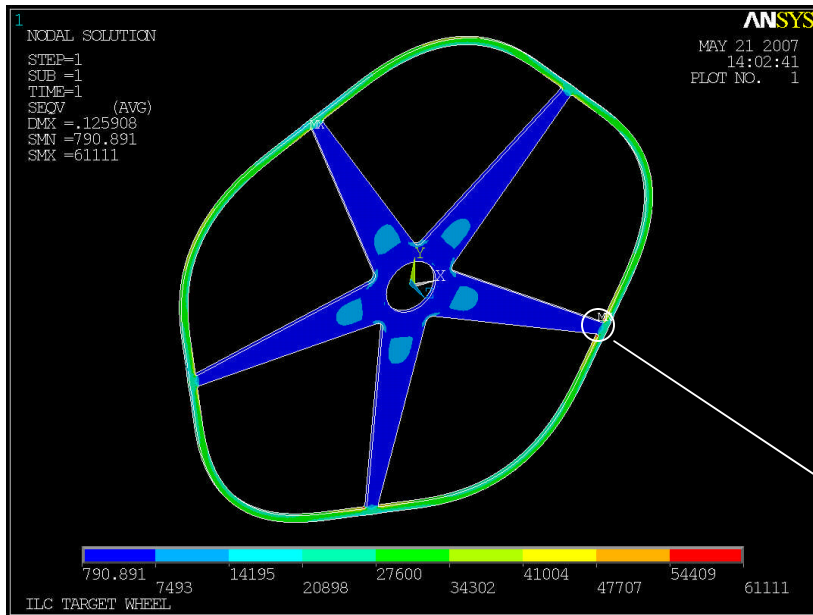 1
ANSYS
NODAL SOLUTION
MAY 21 2007
14:02:41
PLOT NO. 1
STEP=1
SUB =1
TIME=1
SEQV (AVG)
DMX =.125908
SMN =790.891
SMX =61111
MX
Y
X
Z
790.891
7493
14195
20898
27600
34302
41004
47707
54409
61111
ILC TARGET WHEEL